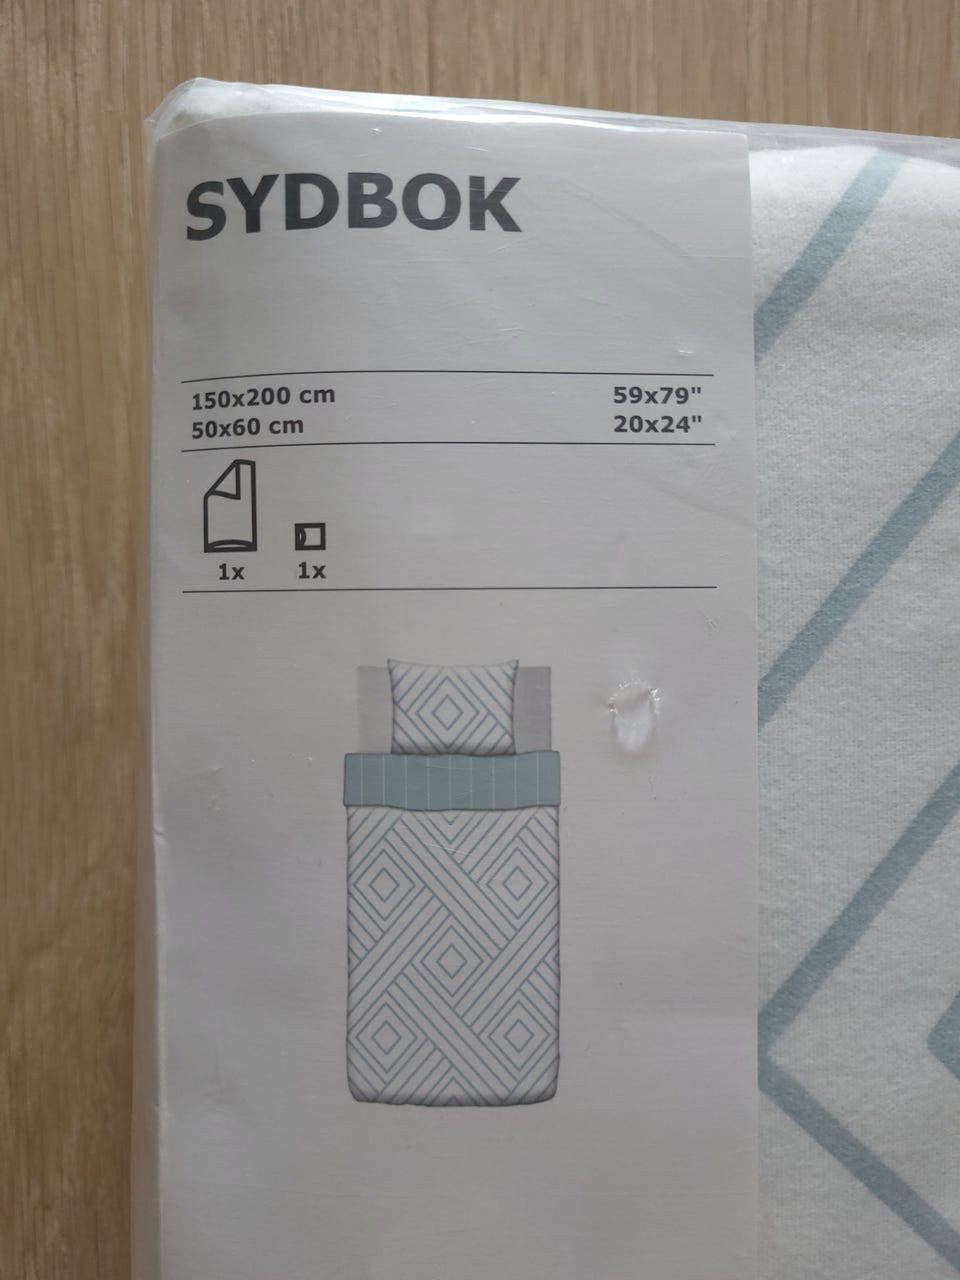 SYDBOK
150x200 cm 59x79"
50x60 cm 20x24"
1x 1x